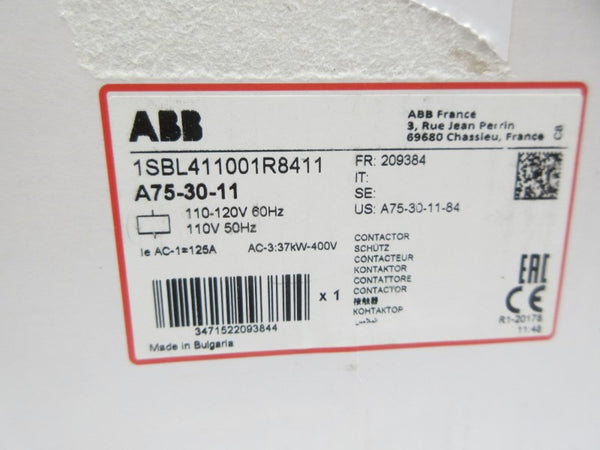 ABB
ABB France
3, Rue Jean Perrin
69680 Chassieu, France
ca
1SBL411001R8411
A75-30-11
110-120V 60Hz
110V 50Hz
Ie AC-1=125A AC-3:37kW-400V
FR: 209384
IT:
SE:
US: A75-30-11-84
CONTACTOR
SCHÜTZ
CONTACTEUR
KONTAKTOR
CONTATTORE
CONTACTOR
接触器
КОНТАКТОР
الملامس
x 1
3471522093844
Made in Bulgaria
EAC
CE
R1-20178
11:48